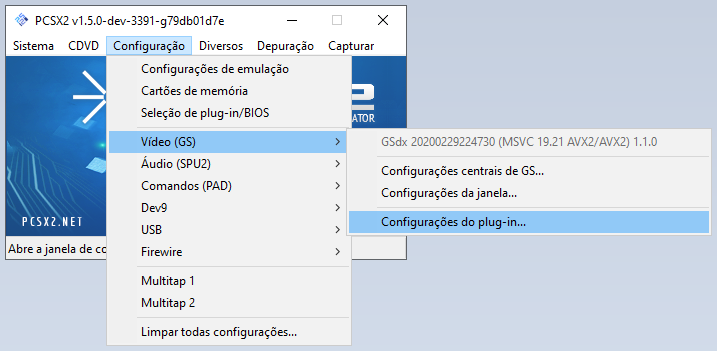 PCSX2 v1.5.0-dev-3391-g79db01d7e
Sistema CDVD Configuração Diversos Depuração Capturar
Configurações de emulação
Cartões de memória
Seleção de plug-in/BIOS
Vídeo (GS)
Áudio (SPU2)
Comandos (PAD)
Dev9
USB
Firewire
Multitap 1
Multitap 2
Limpar todas configurações...
GSdx 20200229224730 (MSVC 19.21 AVX2/AVX2) 1.1.0
Configurações centrais de GS...
Configurações da janela...
Configurações do plug-in...
2
ATOR
PCSX2.NET
Abre a janela de co